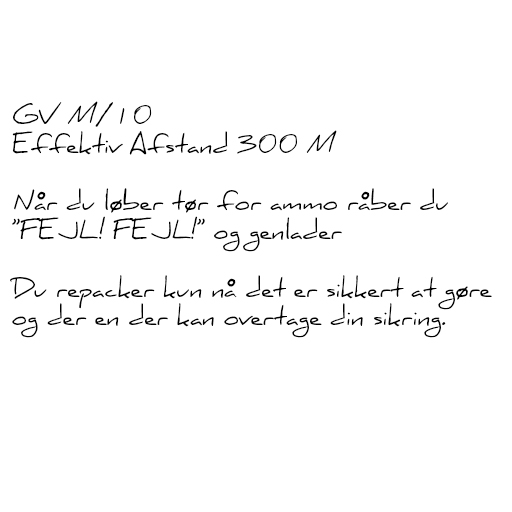 GV M/10
Effektiv Afstand 300 M
Når du løber tør for ammo råber du
"FEJL! FEJL!" og genlader
Du repacker kun nå det er sikkert at gøre
og der en der kan overtage din sikring.